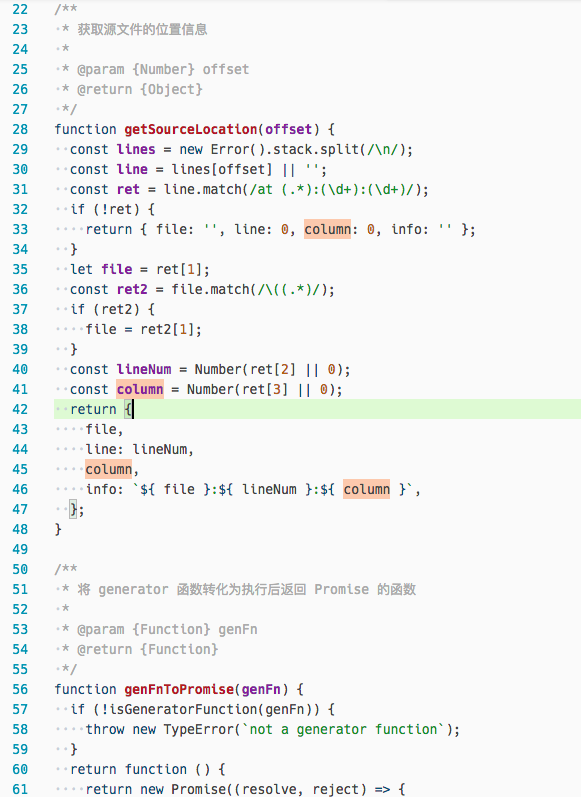 22 /**
23  * 获取源文件的位置信息
24  *
25  * @param {Number} offset
26  * @return {Object}
27  */
28 function getSourceLocation(offset) {
29   const lines = new Error().stack.split(/\n/);
30   const line = lines[offset] || '';
31   const ret = line.match(/at (.*):(\d+):(\d+)/);
32   if (!ret) {
33     return { file: '', line: 0, column: 0, info: '' };
34   }
35   let file = ret[1];
36   const ret2 = file.match(/\((.*)/);
37   if (ret2) {
38     file = ret2[1];
39   }
40   const lineNum = Number(ret[2] || 0);
41   const column = Number(ret[3] || 0);
42   return {
43     file,
44     line: lineNum,
45     column,
46     info: `${ file }:${ lineNum }:${ column }`,
47   };
48 }
49
50 /**
51  * 将 generator 函数转化为执行后返回 Promise 的函数
52  *
53  * @param {Function} genFn
54  * @return {Function}
55  */
56 function genFnToPromise(genFn) {
57   if (!isGeneratorFunction(genFn)) {
58     throw new TypeError(`not a generator function`);
59   }
60   return function () {
61     return new Promise((resolve, reject) => {